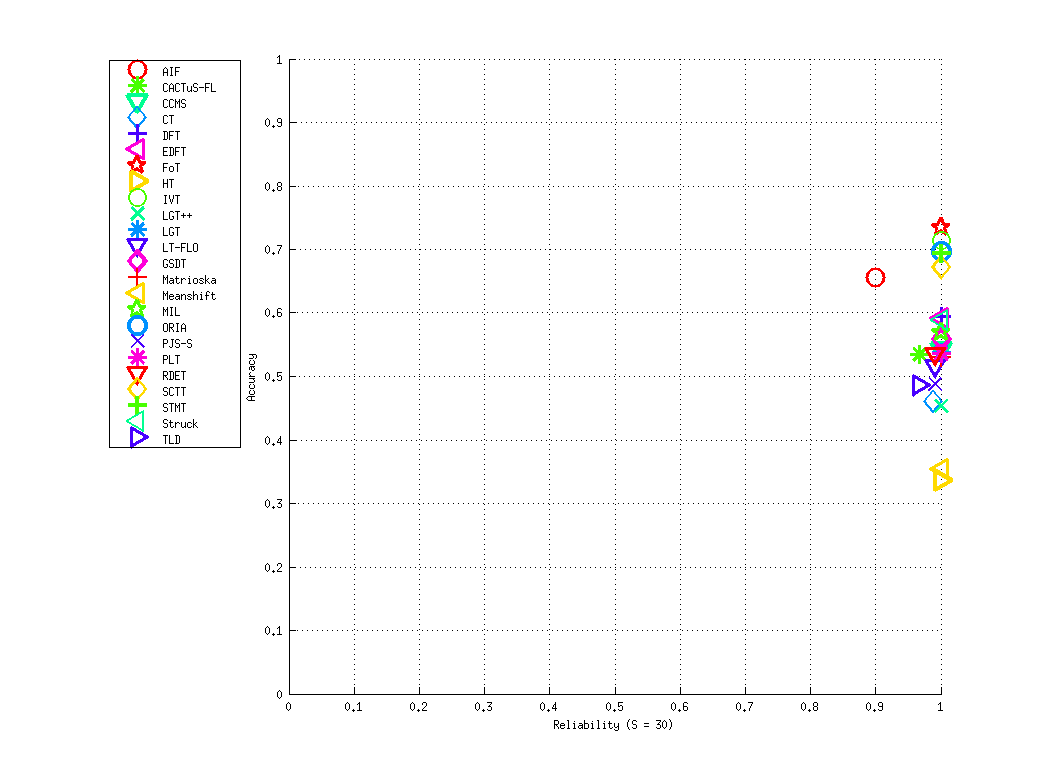 AIF
CACTuS-FL
CCMS
CT
DFT
EDFT
FoT
HT
IVT
LGT++
LGT
LT-FLO
GSDT
Matrioska
Meanshift
MIL
ORIA
PJS-S
PLT
RDET
SCTT
STMT
Struck
TLD
1
0.9
0.8
0.7
0.6
0.5
0.4
0.3
0.2
0.1
0
Accuracy
0 0.1 0.2 0.3 0.4 0.5 0.6 0.7 0.8 0.9 1
Reliability (S = 30)